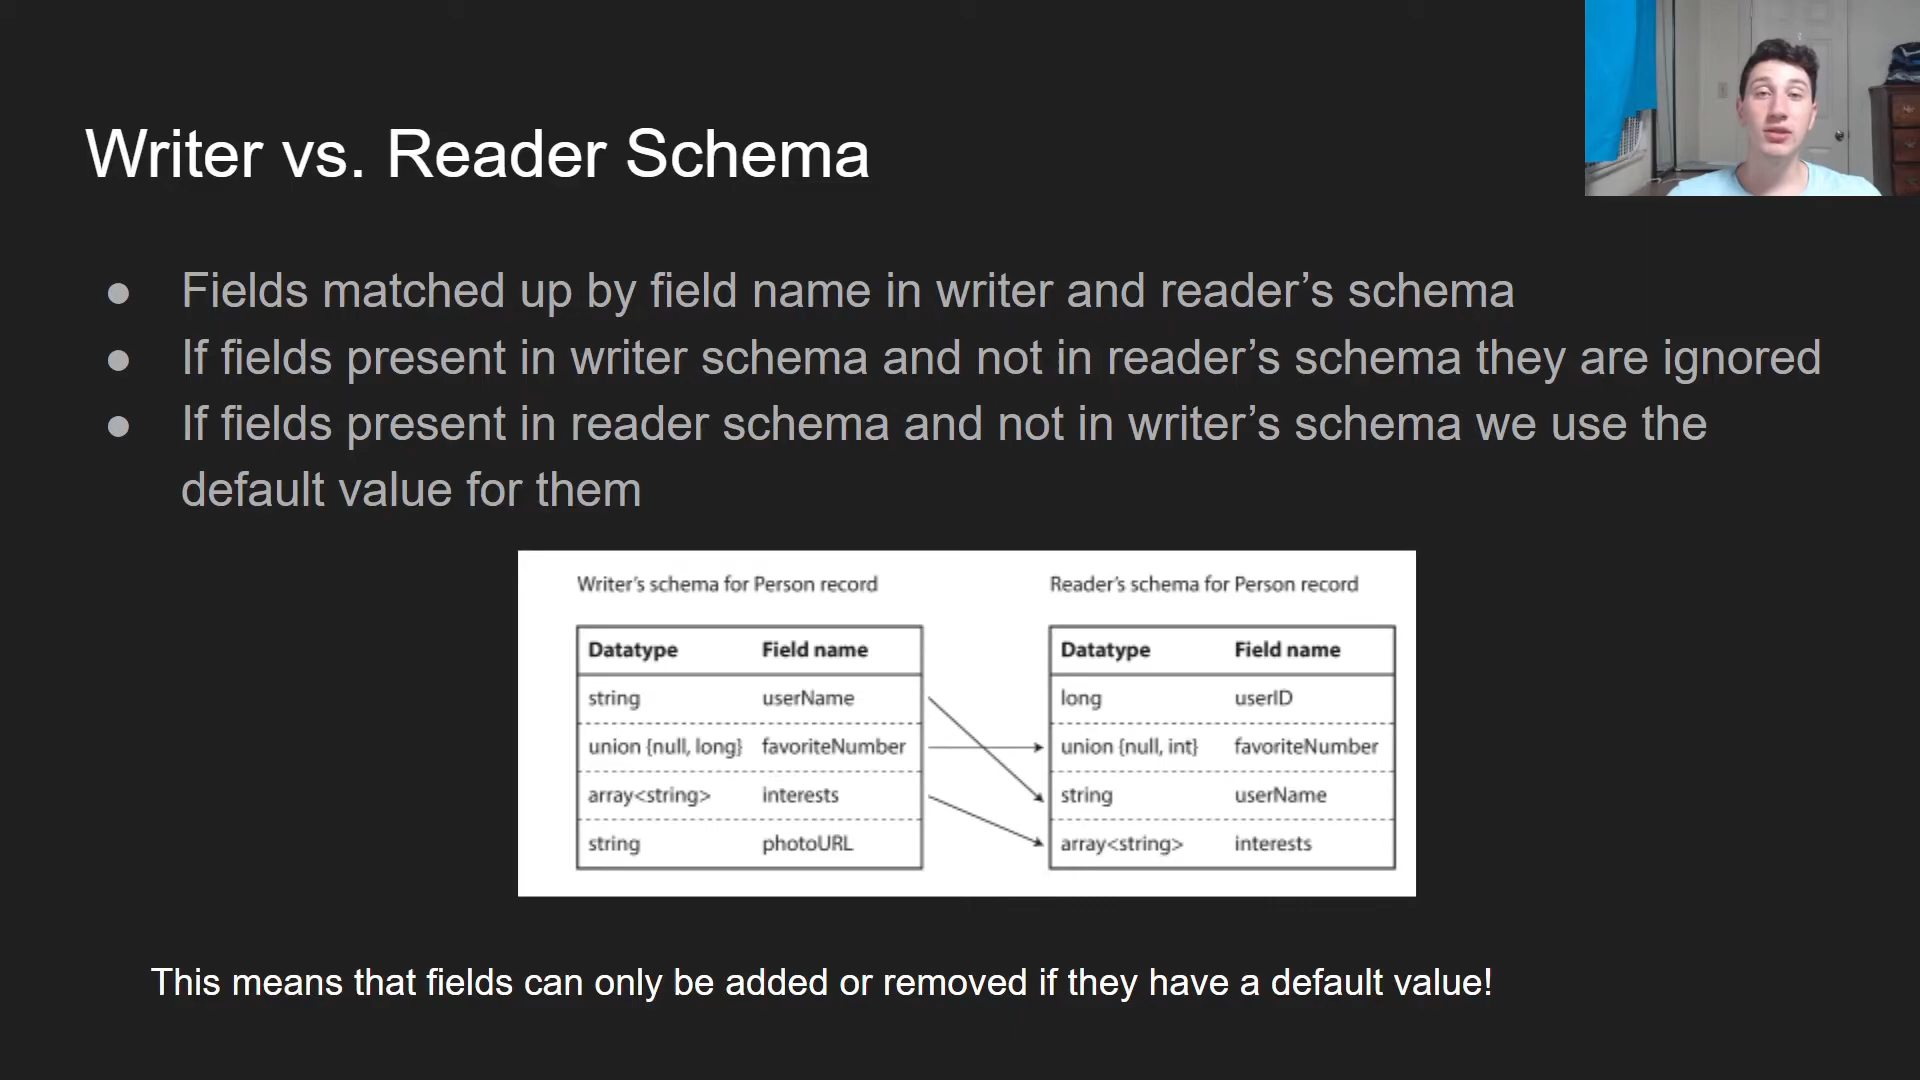 Writer vs. Reader Schema
● Fields matched up by field name in writer and reader’s schema
● If fields present in writer schema and not in reader’s schema they are ignored
● If fields present in reader schema and not in writer’s schema we use the
default value for them
Writer’s schema for Person record
Datatype Field name
string userName
union {null, long} favoriteNumber
array<string> interests
string photoURL
Reader’s schema for Person record
Datatype Field name
long userID
union {null, int} favoriteNumber
string userName
array<string> interests
This means that fields can only be added or removed if they have a default value!